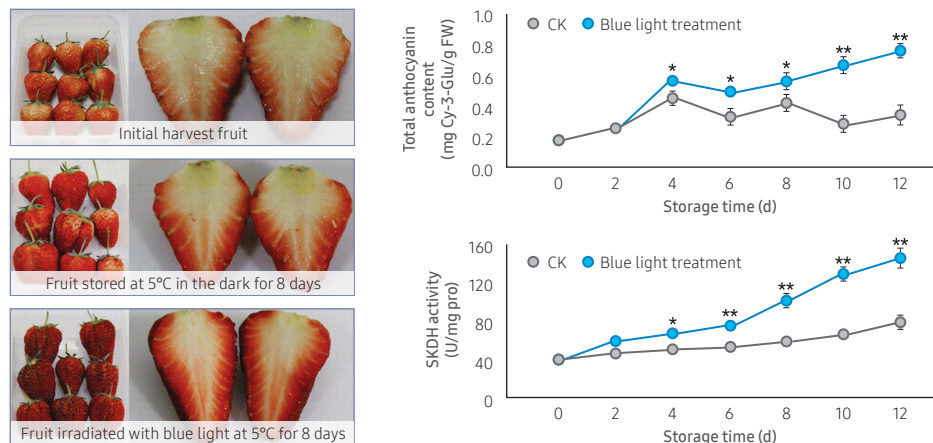 Initial harvest fruit
Fruit stored at 5℃ in the dark for 8 days
Fruit irradiated with blue light at 5℃ for 8 days
Total anthocyanin
content
(mg Cy-3-Glu/g FW)
1.0
0.8
0.6
0.4
0.2
0.0
CK
Blue light treatment
*
*
*
**
**
0
2
4
6
8
10
12
Storage time (d)
SKDH activity
(U/mg pro)
160
120
80
40
0
CK
Blue light treatment
*
**
**
**
**
0
2
4
6
8
10
12
Storage time (d)